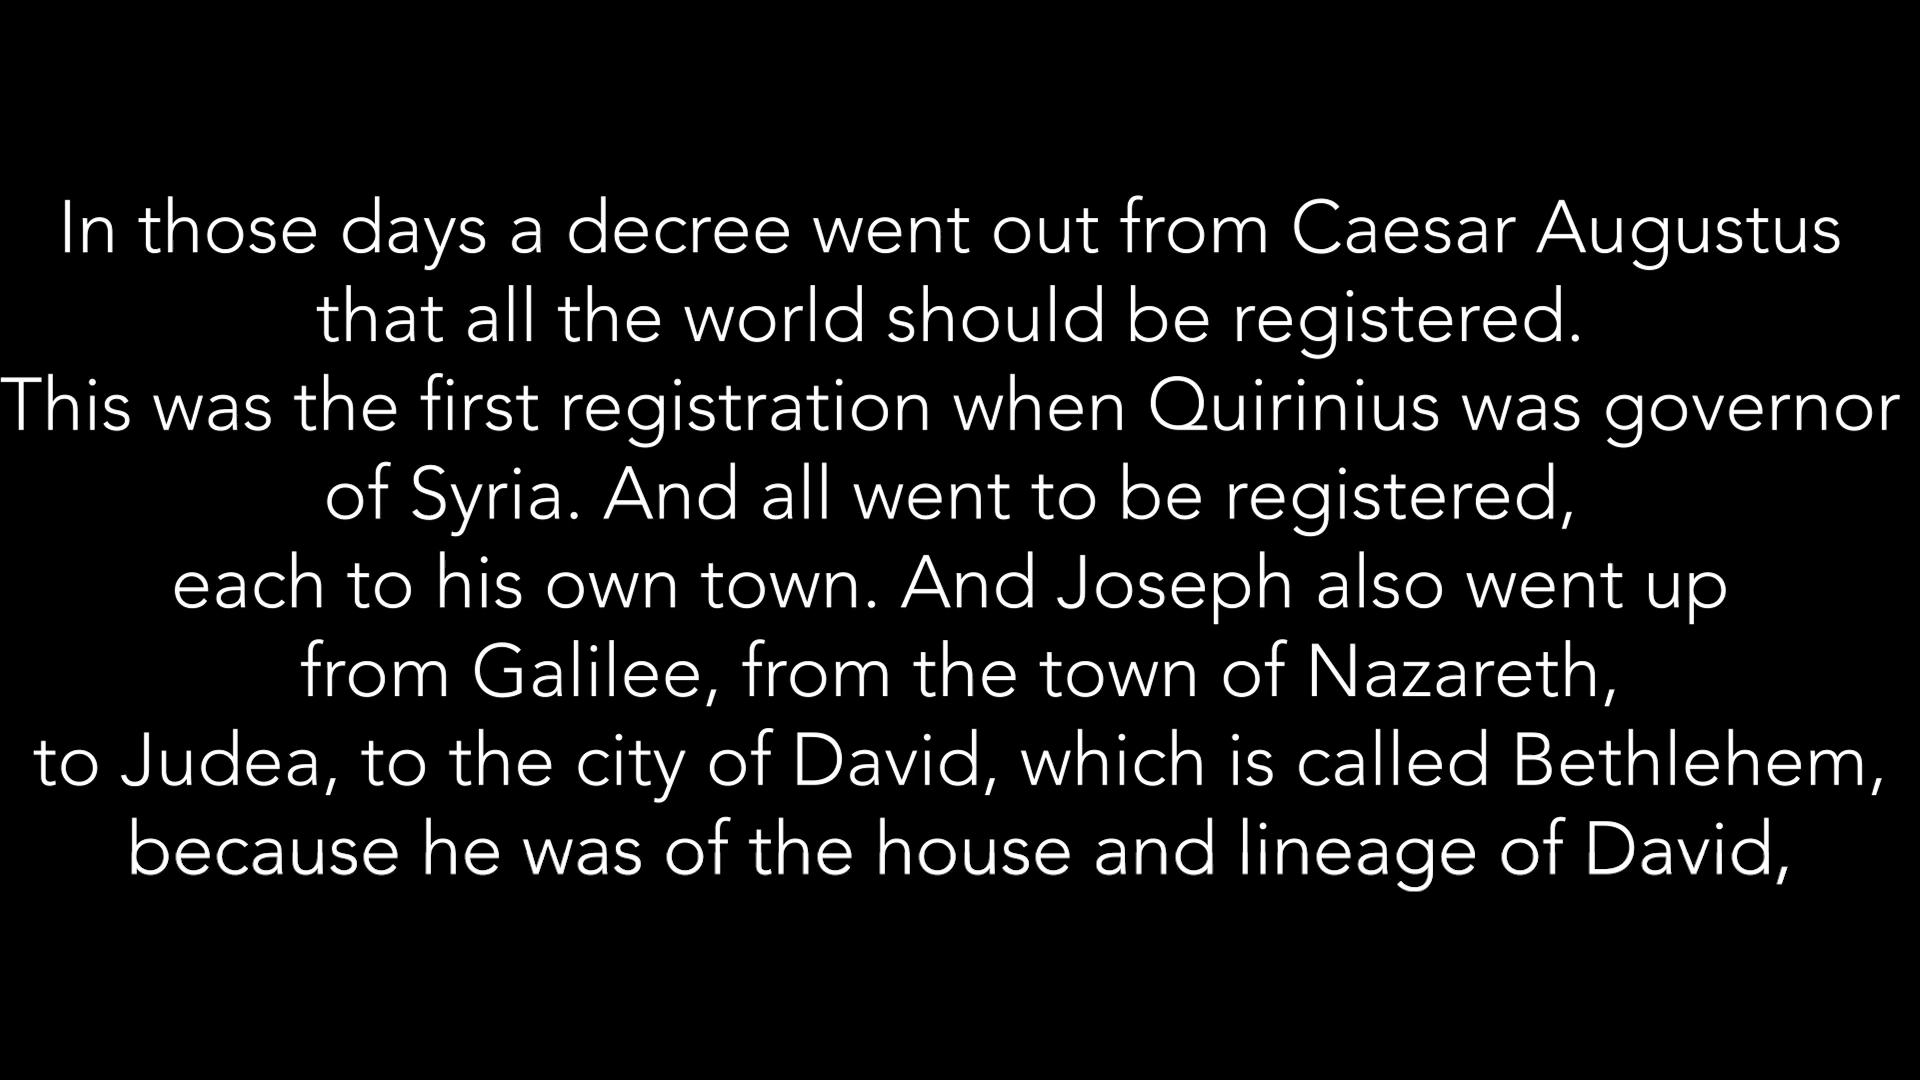 In those days a decree went out from Caesar Augustus
that all the world should be registered.
This was the first registration when Quirinius was governor
of Syria. And all went to be registered,
each to his own town. And Joseph also went up
from Galilee, from the town of Nazareth,
to Judea, to the city of David, which is called Bethlehem,
because he was of the house and lineage of David,